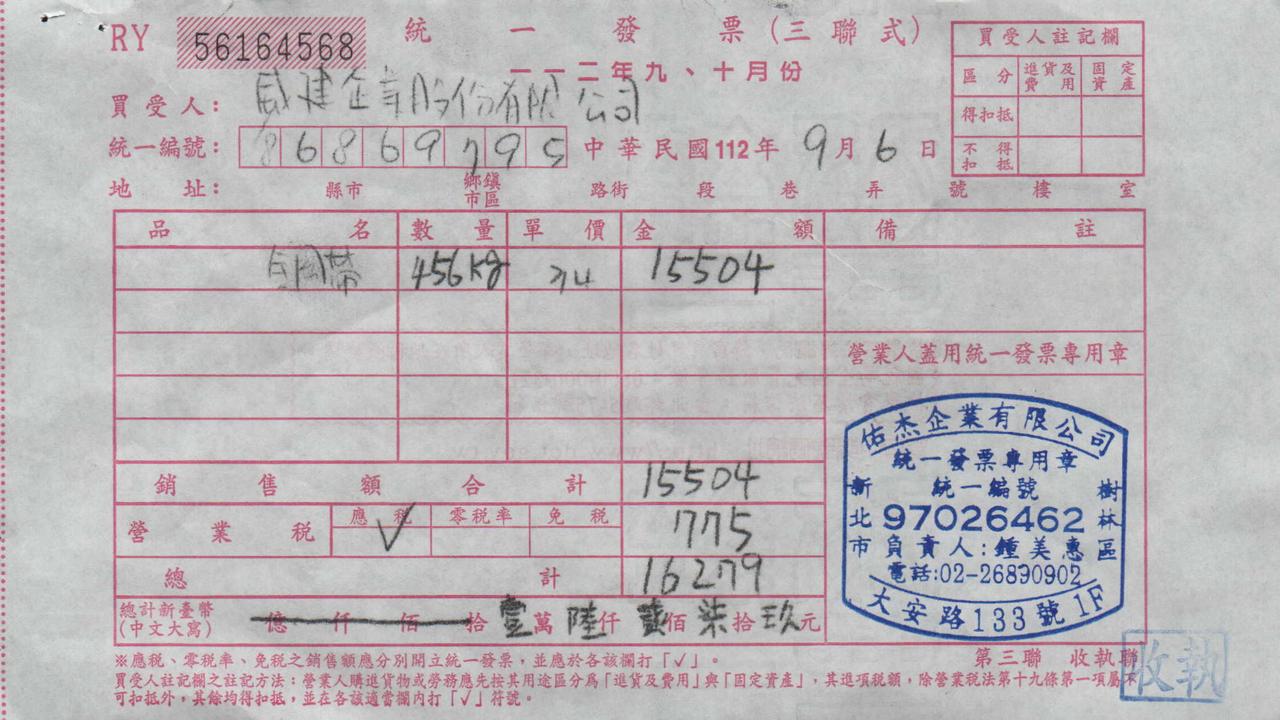 RY 56164568 統一發票(三聯式)
一一二年九、十月份
買受人註記欄
區分 進貨及費用 固定資產
得扣抵
不得扣抵
買受人: 威健企業股份有限公司
統一編號: 86869795 中華民國112年9月6日
地址: 縣市 鄉鎮市區 路街 段 巷 弄 號 樓 室
品名 數量 單價 金額 備註
456kg 34 15504
營業人蓋用統一發票專用章
銷售額合計 15504
營業稅 應稅 √ 零稅率 免稅 775
總計 16279
總計新臺幣(中文大寫) 億仟佰拾壹萬陸仟貳佰柒拾玖元
佑杰企業有限公司
統一發票專用章
統一編號
97026462
負責人:鍾美惠
電話:02-26890902
新北市樹林區
大安路133號1F
※應稅、零稅率、免稅之銷售額應分別開立統一發票,並應於各該欄打「√」。
第三聯 收執聯
買受人註記欄之註記方法:營業人購進貨物或勞務應先按其用途區分為「進貨及費用」與「固定資產」,其進項稅額,除營業稅法第十九條第一項屬不
可扣抵外,其餘均得扣抵,並在各該適當欄內打「√」符號。
收執